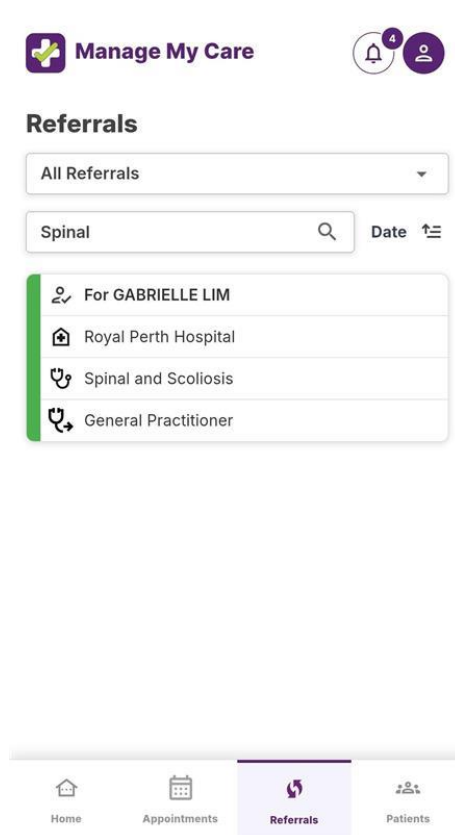 Manage My Care
4
Referrals
All Referrals
Spinal
Date
For GABRIELLE LIM
Royal Perth Hospital
Spinal and Scoliosis
General Practitioner
Home
Appointments
Referrals
Patients